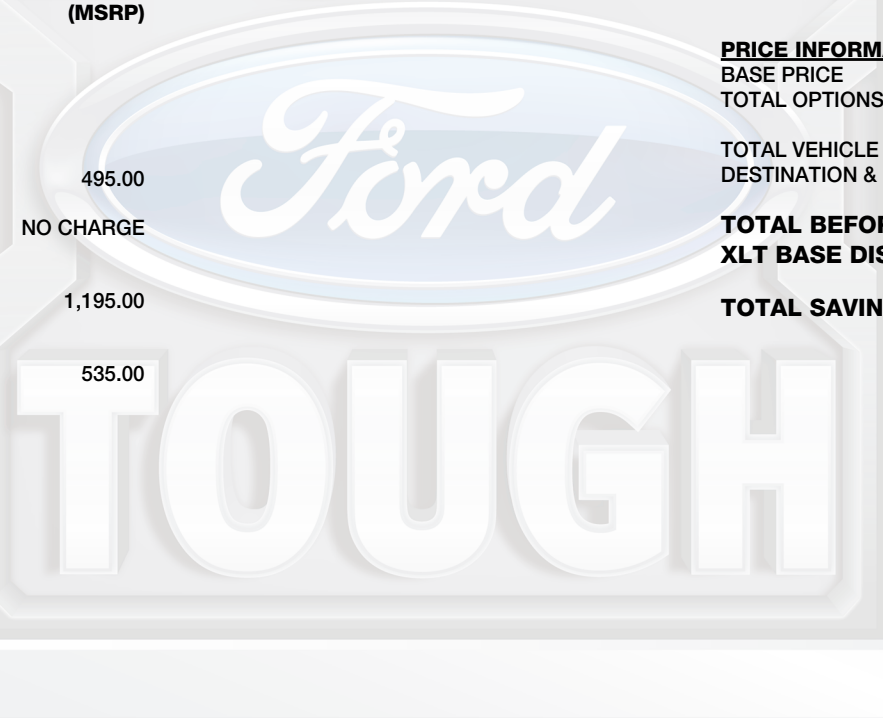 (MSRP)
495.00
NO CHARGE
1,195.00
535.00
PRICE INFORM
BASE PRICE
TOTAL OPTIONS
TOTAL VEHICLE
DESTINATION &
TOTAL BEFOR
XLT BASE DIS
TOTAL SAVIN
Ford
TOUGH